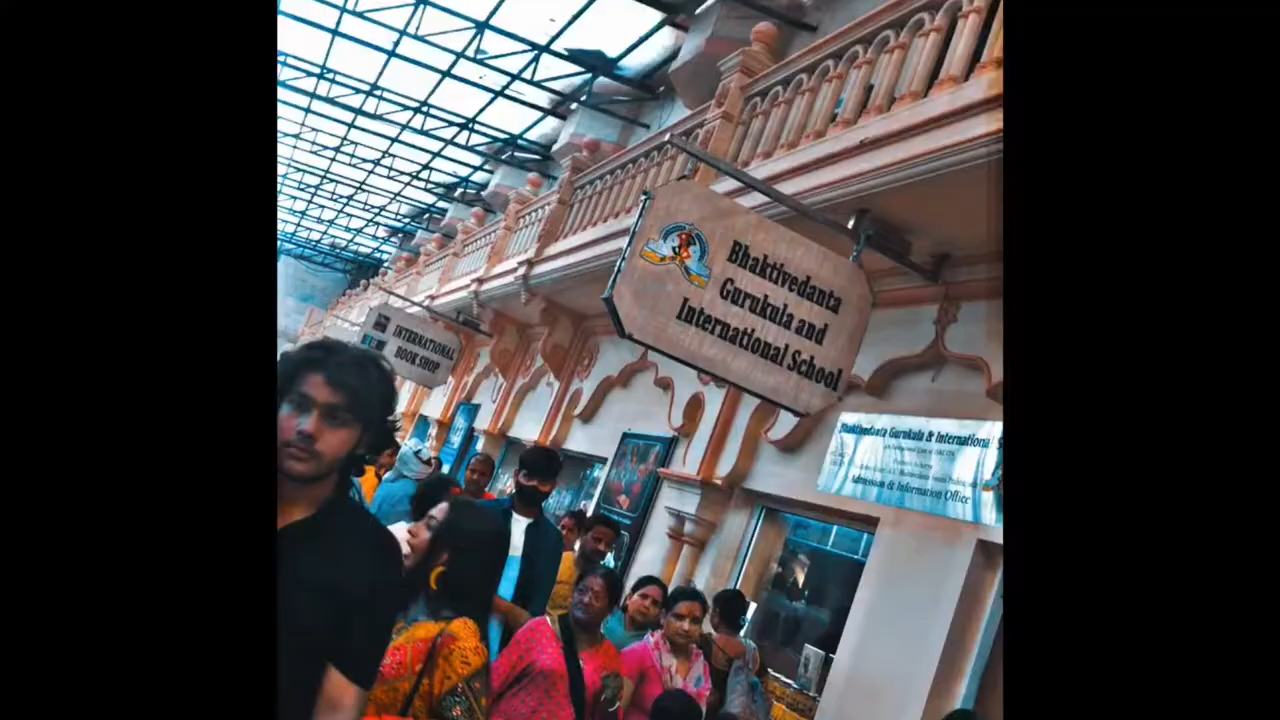 Bhaktivedanta
Gurukula and
International School
INTERNATIONAL
BOOK SHOP
Bhaktivedanta Gurukula & International
Admission & Information Office